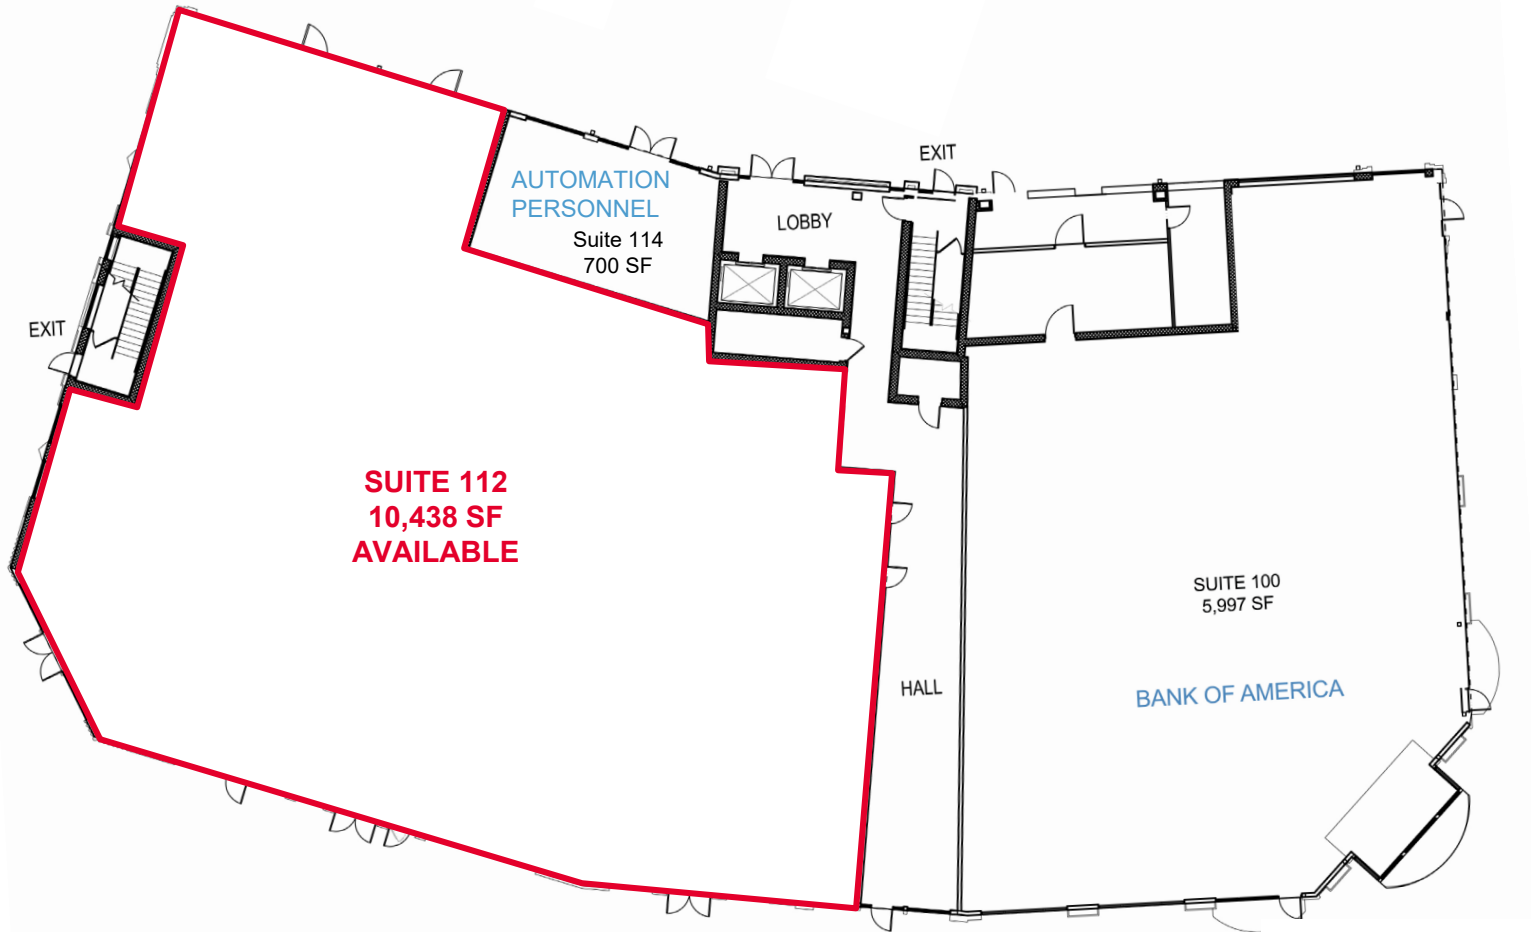 EXIT
AUTOMATION
PERSONNEL
Suite 114
700 SF
LOBBY
EXIT
SUITE 112
10,438 SF
AVAILABLE
SUITE 100
5,997 SF
HALL
BANK OF AMERICA